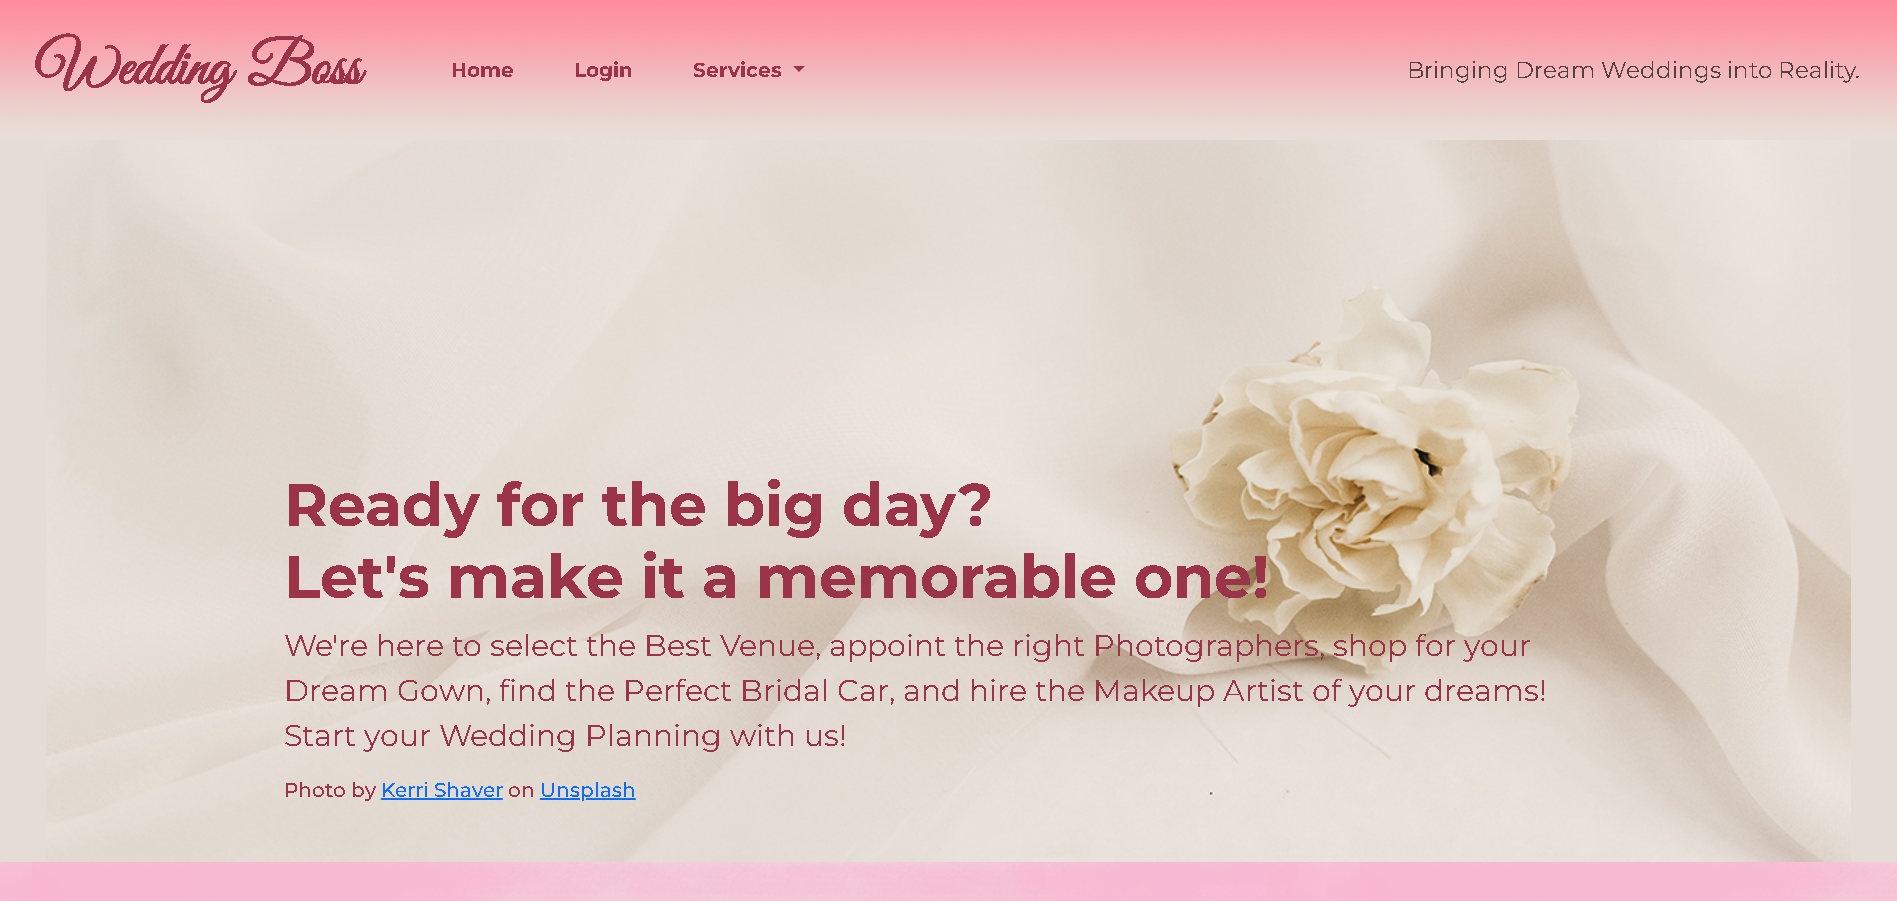 Wedding Boss
Home
Login
Services
Bringing Dream Weddings into Reality.
Ready for the big day?
Let's make it a memorable one!
We're here to select the Best Venue, appoint the right Photographers, shop for your
Dream Gown, find the Perfect Bridal Car, and hire the Makeup Artist of your dreams!
Start your Wedding Planning with us!
Photo by Kerri Shaver on Unsplash